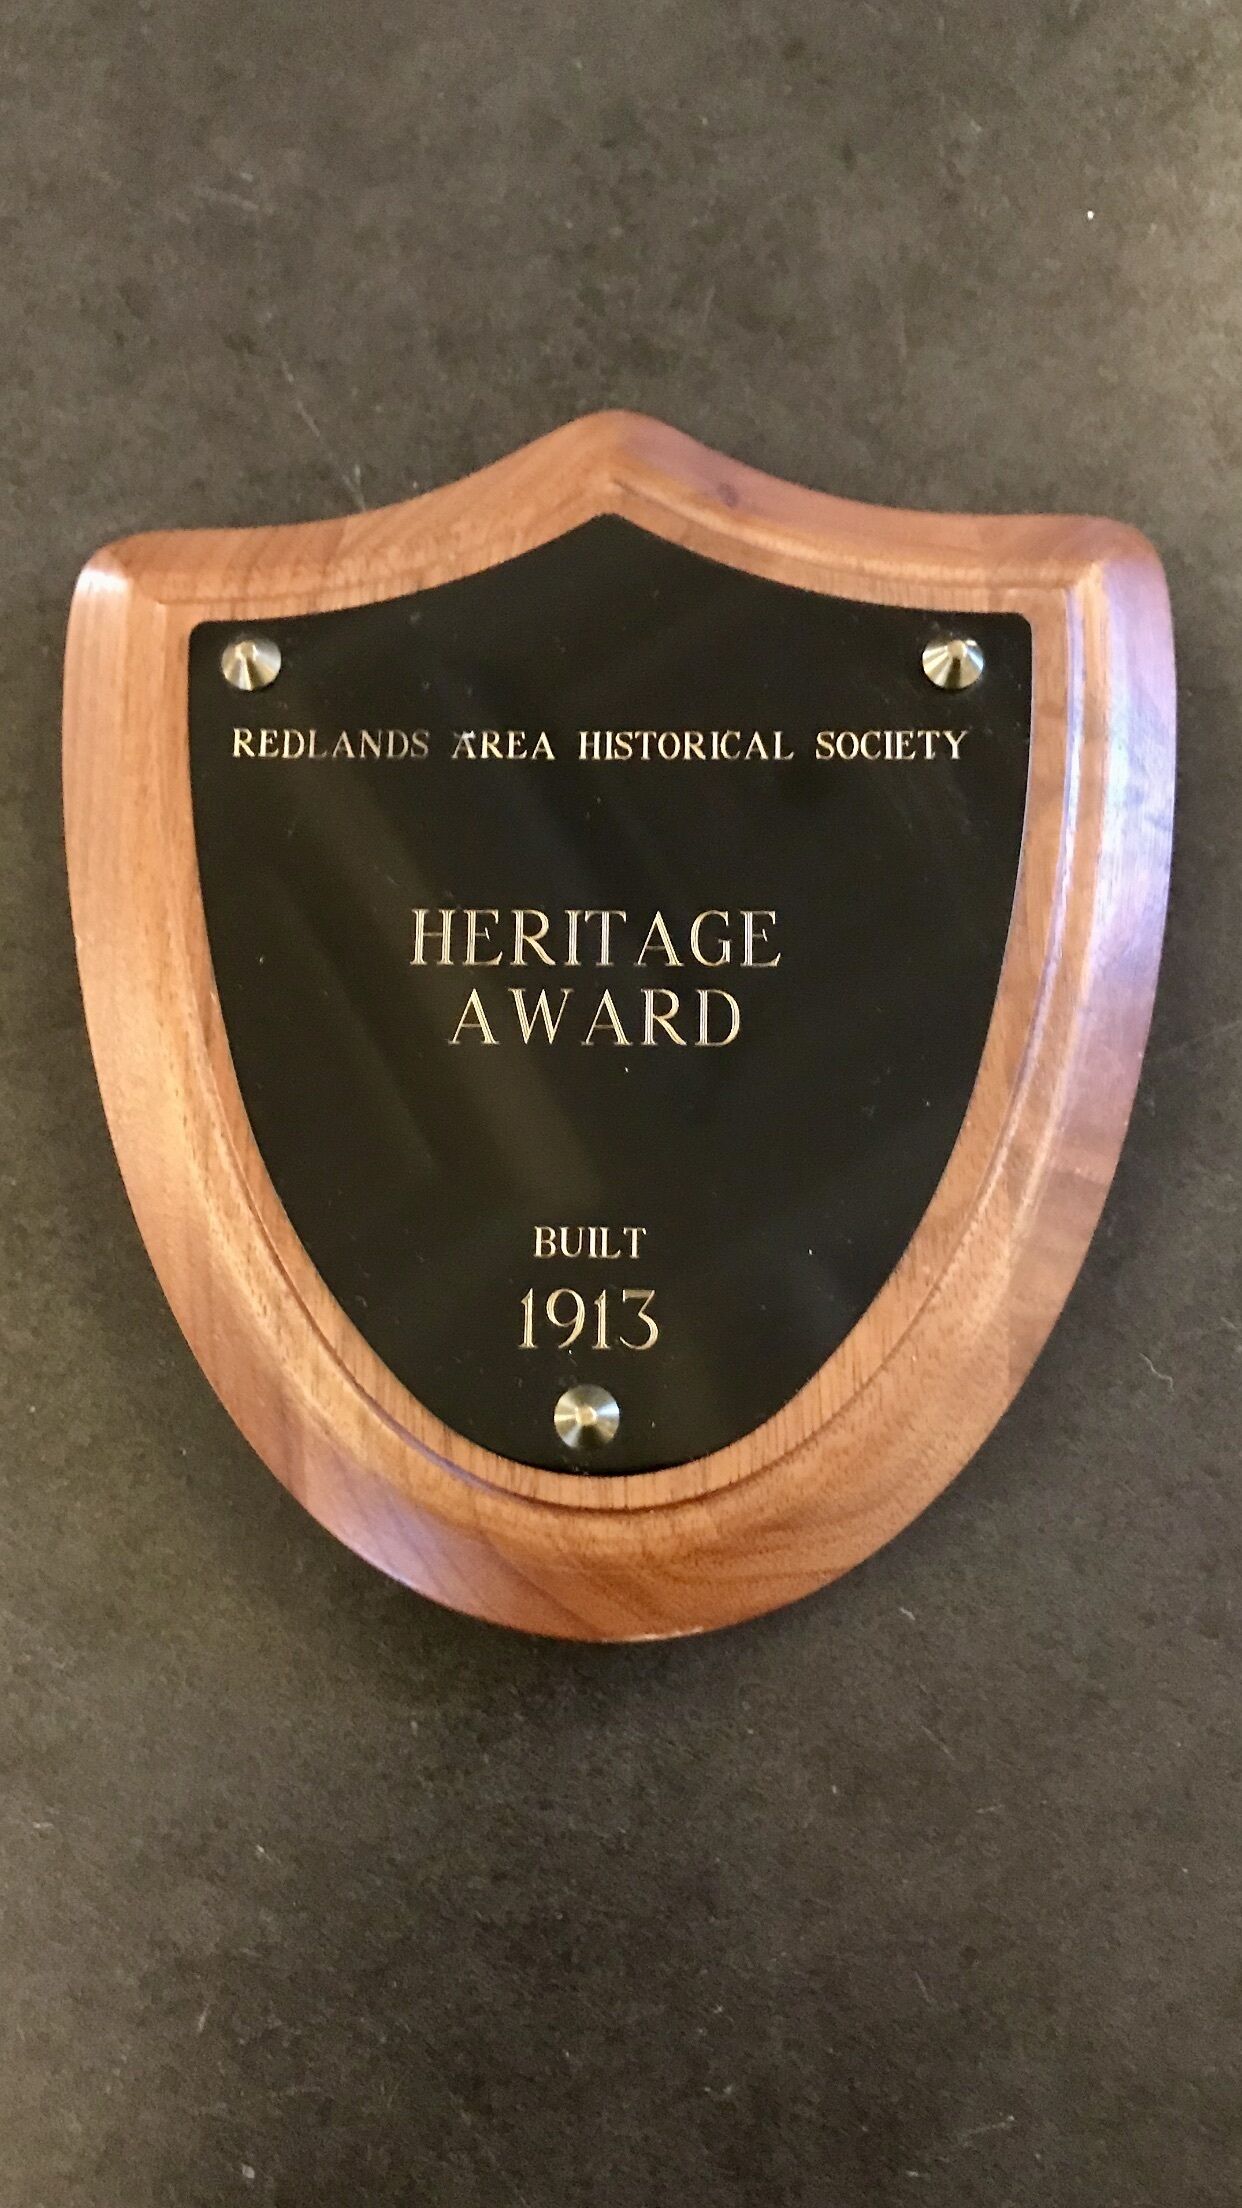 REDLANDS AREA HISTORICAL SOCIETY
HERITAGE
AWARD
BUILT
1913